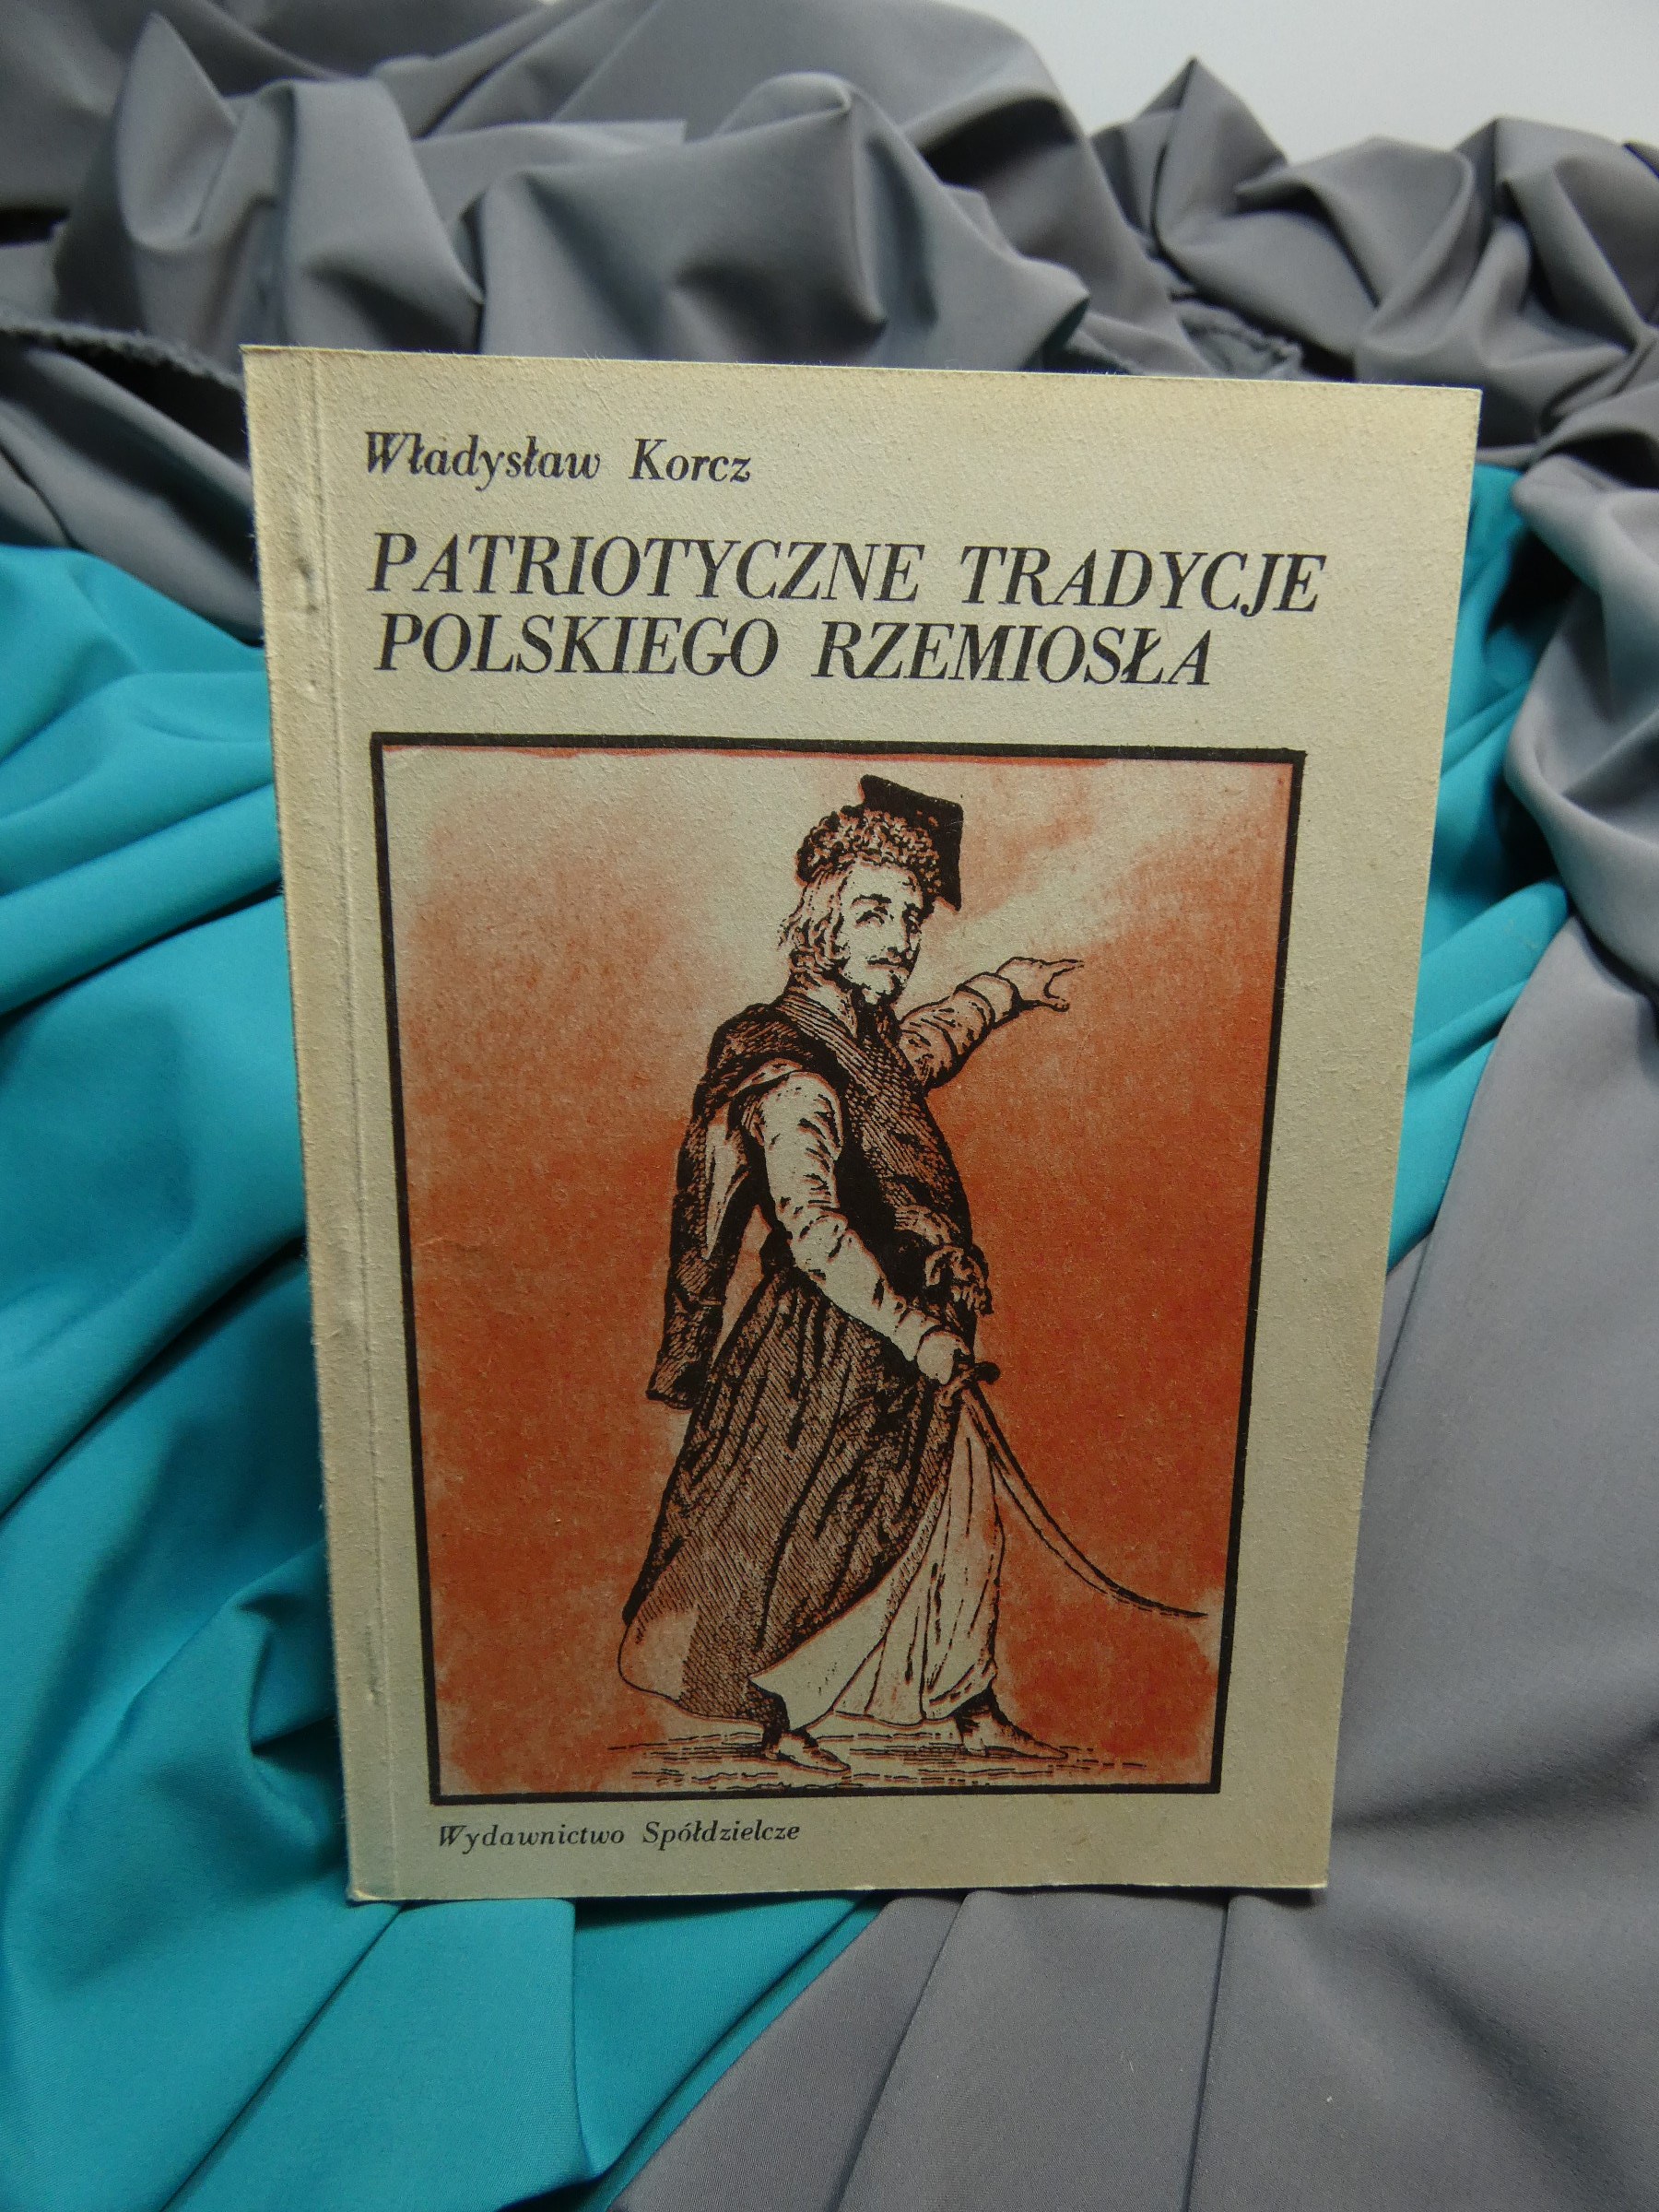 Władysław Korcz
PATRIOTYCZNE TRADYCJE
POLSKIEGO RZEMIOSŁA
Wydawnictwo Spółdzielcze